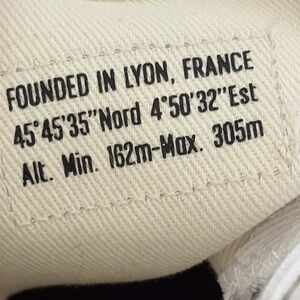 FOUNDED IN LYON, FRANCE
45°45'35"Nord 4°50'32"Est
Alt. Min. 162m-Max. 305m